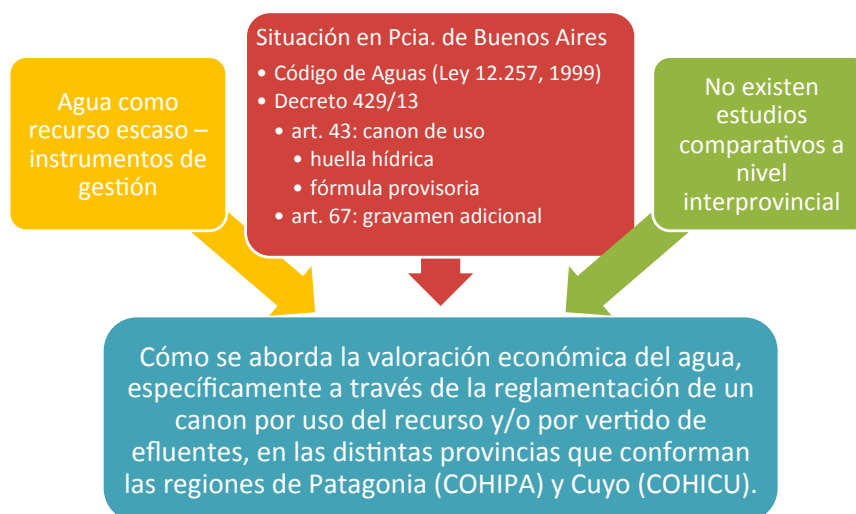 Agua como
recurso escaso –
instrumentos de
gestión
Situación en Pcia. de Buenos Aires
• Código de Aguas (Ley 12.257, 1999)
• Decreto 429/13
• art. 43: canon de uso
• huella hídrica
• fórmula provisoria
• art. 67: gravamen adicional
No existen
estudios
comparativos a
nivel
interprovincial
Cómo se aborda la valoración económica del agua,
específicamente a través de la reglamentación de un
canon por uso del recurso y/o por vertido de
efluentes, en las distintas provincias que conforman
las regiones de Patagonia (COHIPA) y Cuyo (COHICU).